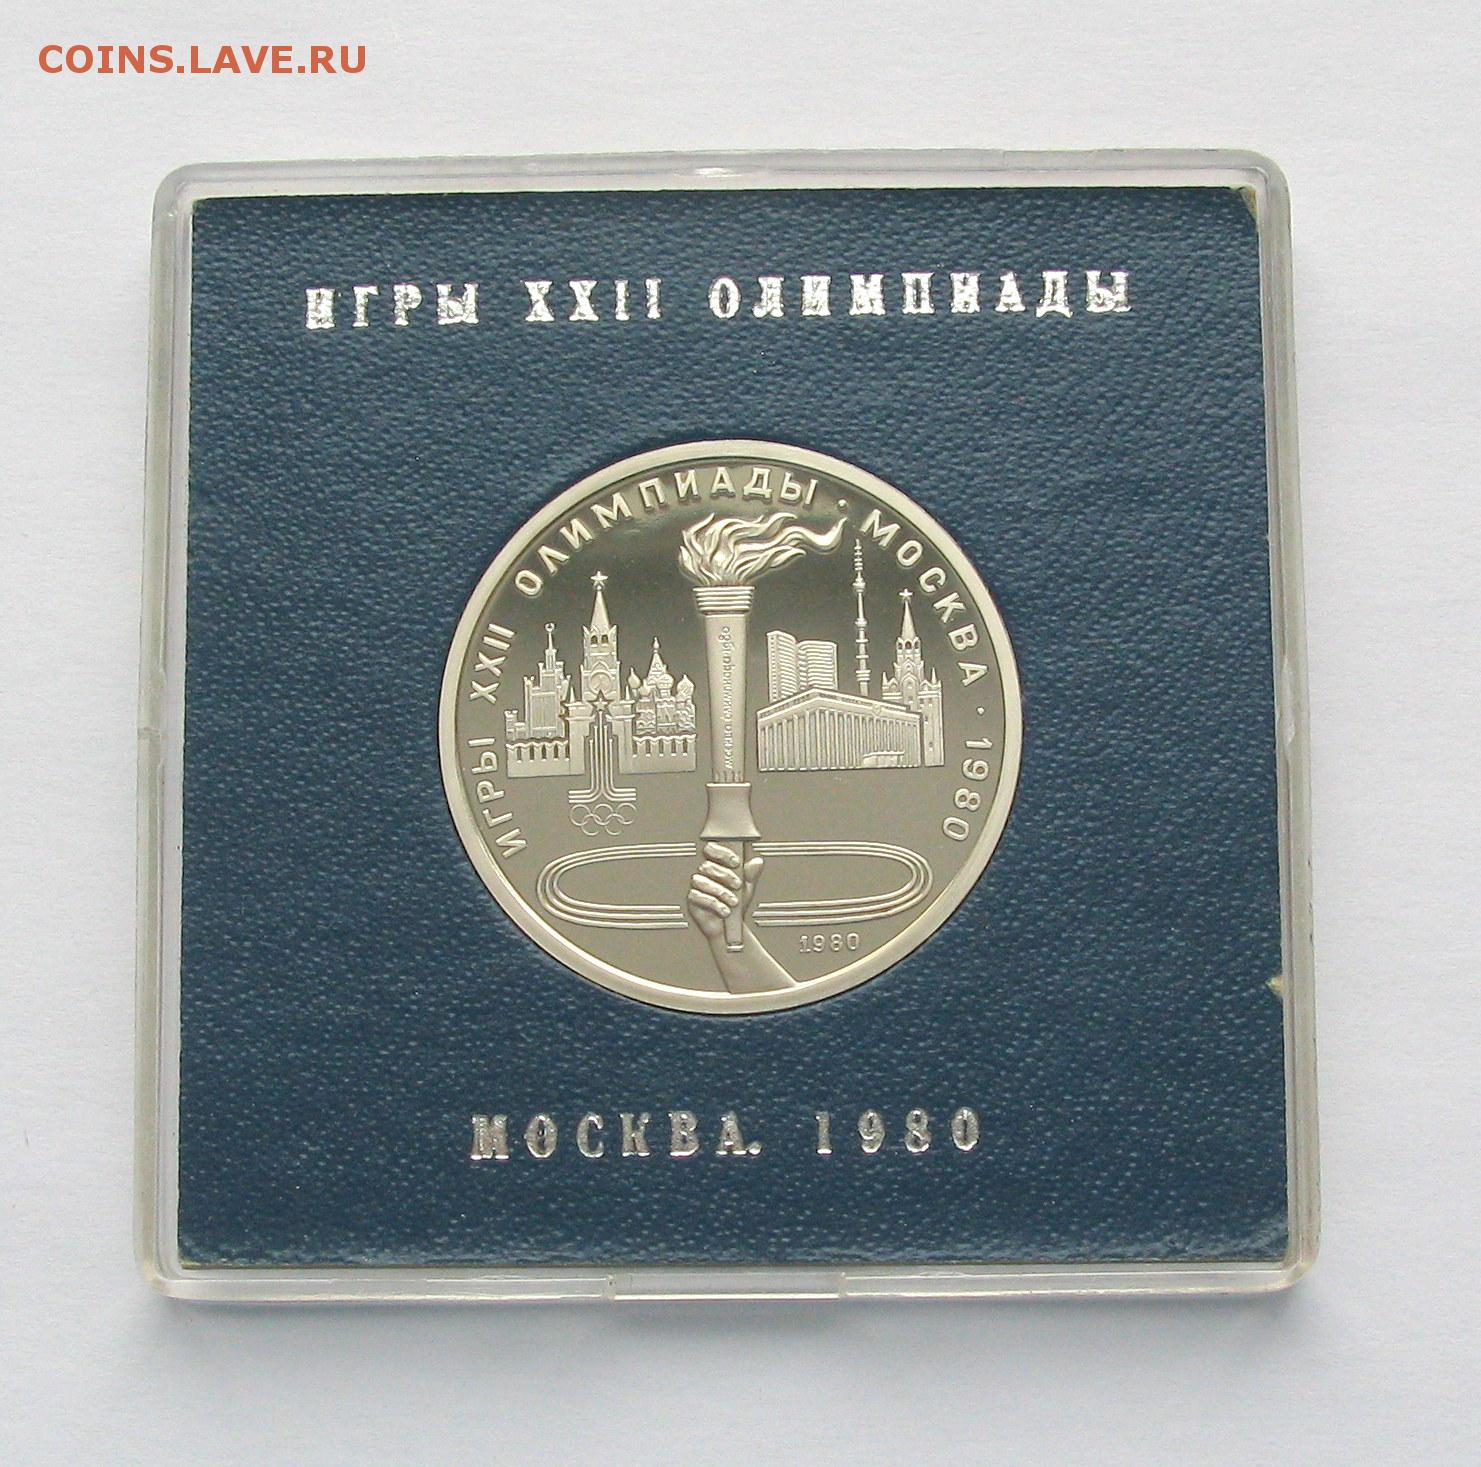 COINS.LAVE.RU
ИГРЫ XXII ОЛИМПИАДЫ
ИГРЫ XXII ОЛИМПИАДЫ · МОСКВА · 1980
1980
МОСКВА. 1980